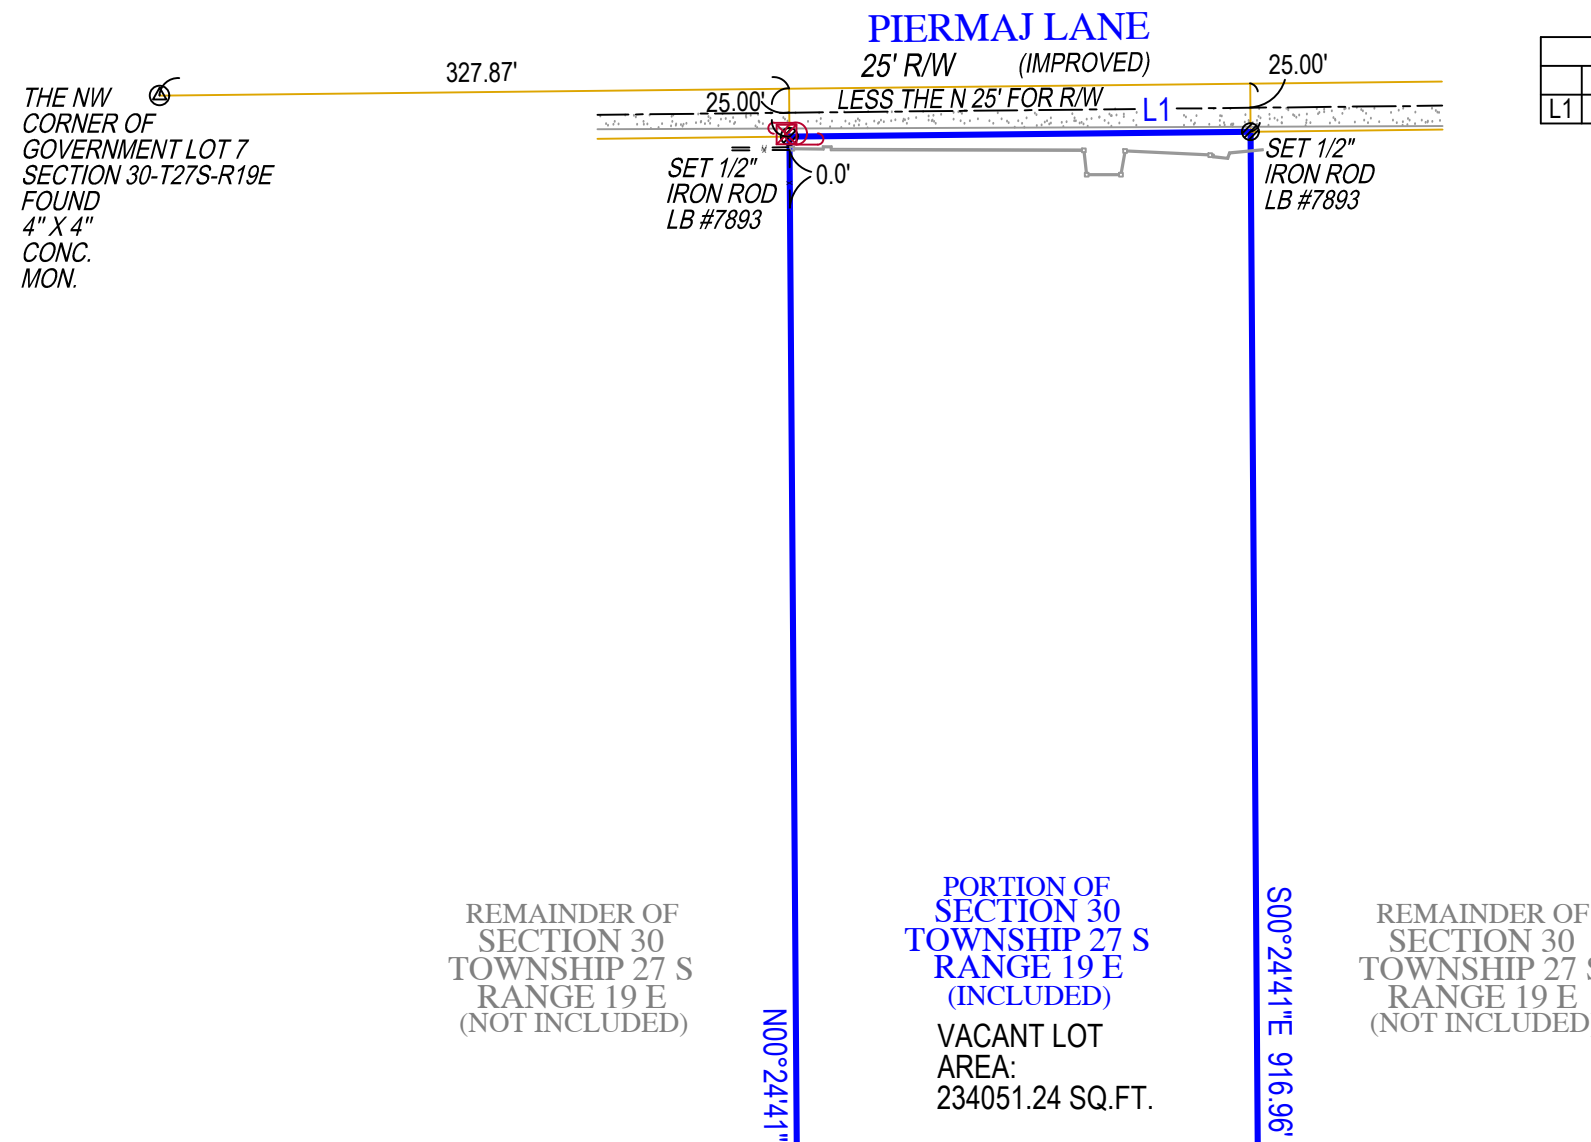 PIERMAJ LANE
25' R/W (IMPROVED)
327.87'
25.00'
25.00'
LESS THE N 25' FOR R/W
L1
L1
THE NW
CORNER OF
GOVERNMENT LOT 7
SECTION 30-T27S-R19E
FOUND
4" X 4"
CONC.
MON.
SET 1/2"
IRON ROD
LB #7893
0.0'
SET 1/2"
IRON ROD
LB #7893
REMAINDER OF
SECTION 30
TOWNSHIP 27 S
RANGE 19 E
(NOT INCLUDED)
PORTION OF
SECTION 30
TOWNSHIP 27 S
RANGE 19 E
(INCLUDED)
VACANT LOT
AREA:
234051.24 SQ.FT.
N00°24'41"
S00°24'41"E 916.96'
REMAINDER OF
SECTION 30
TOWNSHIP 27 S
RANGE 19 E
(NOT INCLUDED